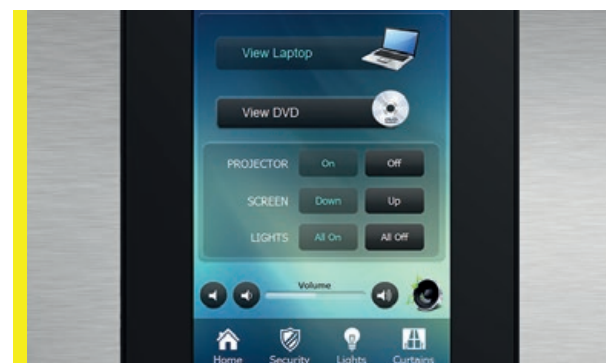 View Laptop
View DVD
DVD
PROJECTOR On Off
SCREEN Down Up
LIGHTS All On All Off
Volume
Home Security Lights Curtains